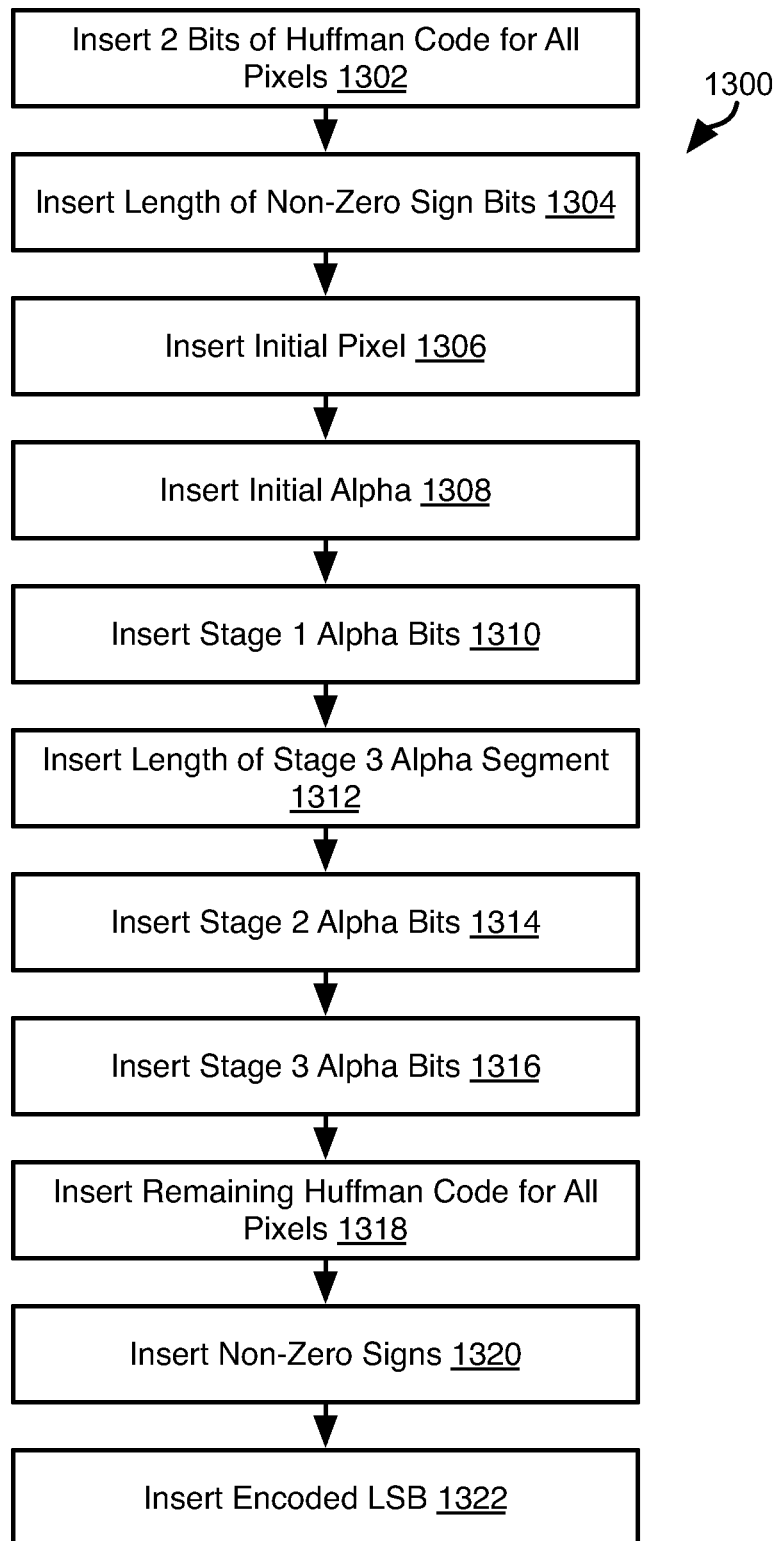 Insert 2 Bits of Huffman Code for All
Pixels 1302
1300
Insert Length of Non-Zero Sign Bits 1304
Insert Initial Pixel 1306
Insert Initial Alpha 1308
Insert Stage 1 Alpha Bits 1310
Insert Length of Stage 3 Alpha Segment
1312
Insert Stage 2 Alpha Bits 1314
Insert Stage 3 Alpha Bits 1316
Insert Remaining Huffman Code for All
Pixels 1318
Insert Non-Zero Signs 1320
Insert Encoded LSB 1322